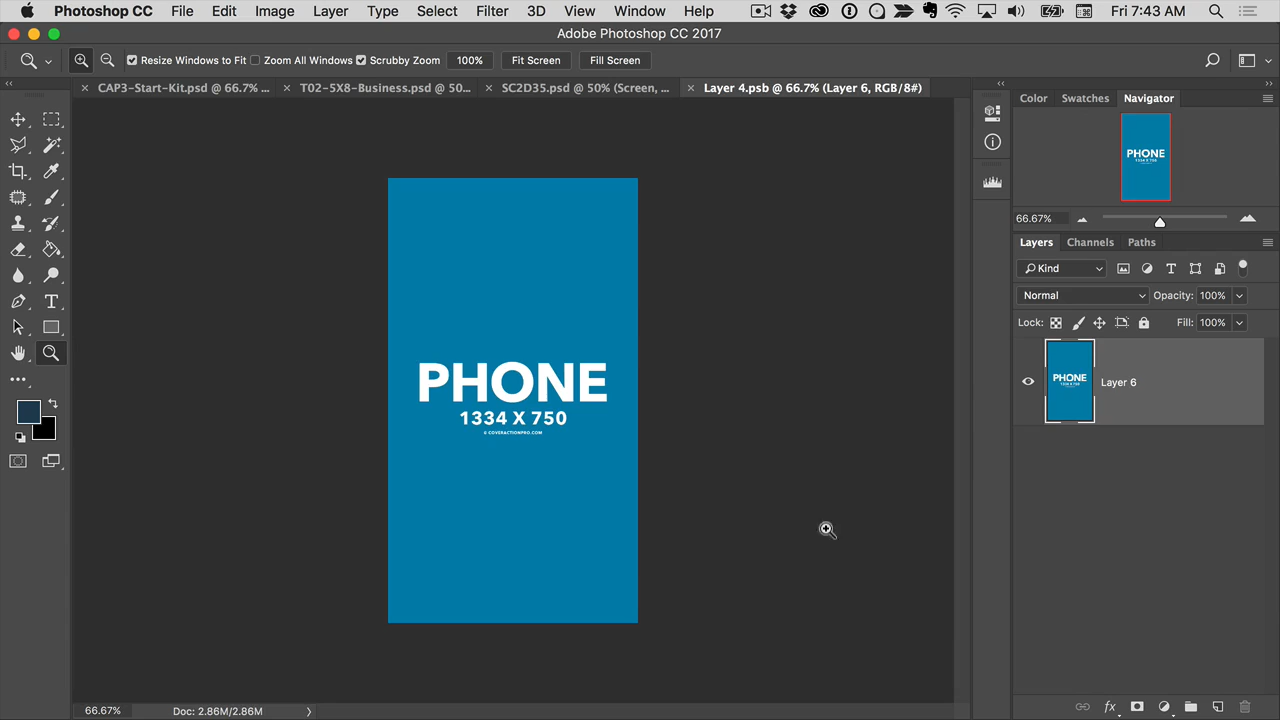 Photoshop CC File Edit Image Layer Type Select Filter 3D View Window Help Fri 7:43 AM
Adobe Photoshop CC 2017
Resize Windows to Fit Zoom All Windows Scrubby Zoom 100% Fit Screen Fill Screen
CAP3-Start-Kit.psd @ 66.7% ... T02-5X8-Business.psd @ 50... SC2D35.psd @ 50% (Screen, ... Layer 4.psb @ 66.7% (Layer 6, RGB/8#)
Color Swatches Navigator
PHONE
1334 X 750
66.67%
Layers Channels Paths
Kind
Normal Opacity: 100%
Lock: Fill: 100%
PHONE
1334 X 750
Layer 6
PHONE
1334 X 750
© COVERACTIONPRO.COM
66.67% Doc: 2.86M/2.86M